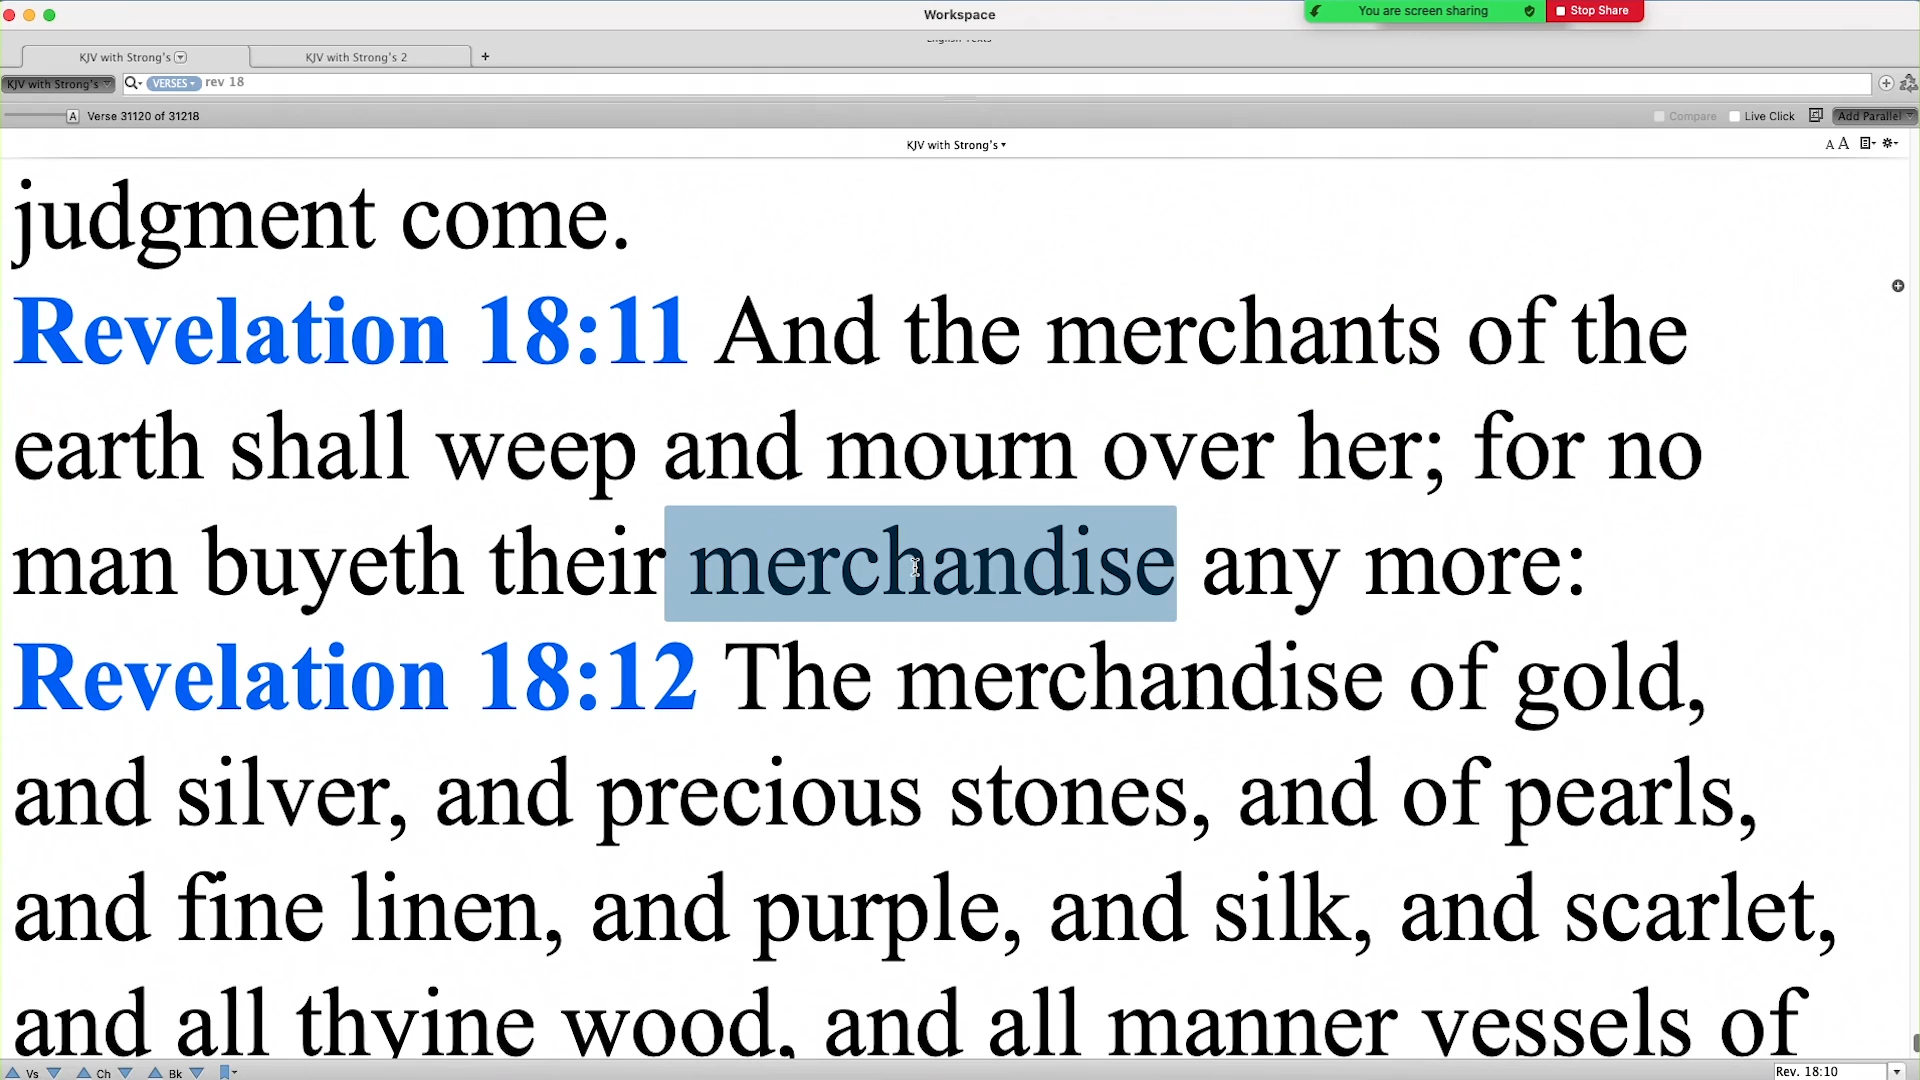 Workspace
You are screen sharing
Stop Share
English Texts
KJV with Strong's
KJV with Strong's 2
+
KJV with Strong's
VERSES
rev 18
A
Verse 31120 of 31218
Compare
Live Click
Add Parallel
KJV with Strong's
A A
judgment come.
Revelation 18:11 And the merchants of the
earth shall weep and mourn over her; for no
man buyeth their merchandise any more:
Revelation 18:12 The merchandise of gold,
and silver, and precious stones, and of pearls,
and fine linen, and purple, and silk, and scarlet,
and all thyine wood, and all manner vessels of
Vs
Ch
Bk
Rev. 18:10